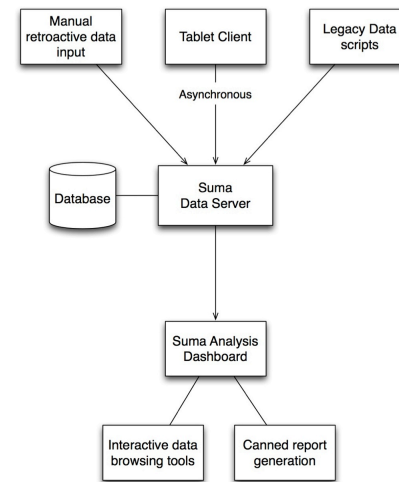 Manual
retroactive data
input
Tablet Client
Legacy Data
scripts
Asynchronous
Database
Suma
Data Server
Suma Analysis
Dashboard
Interactive data
browsing tools
Canned report
generation